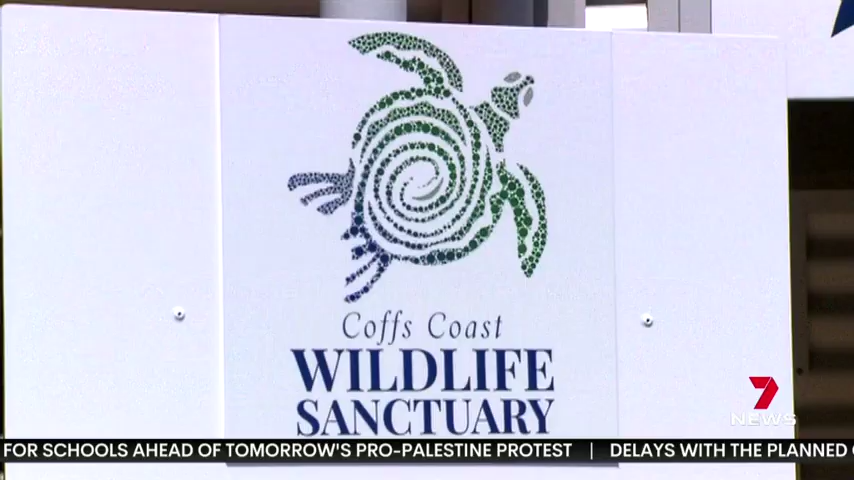 Coffs Coast
WILDLIFE
SANCTUARY
7
NEWS
FOR SCHOOLS AHEAD OF TOMORROW'S PRO-PALESTINE PROTEST | DELAYS WITH THE PLANNED